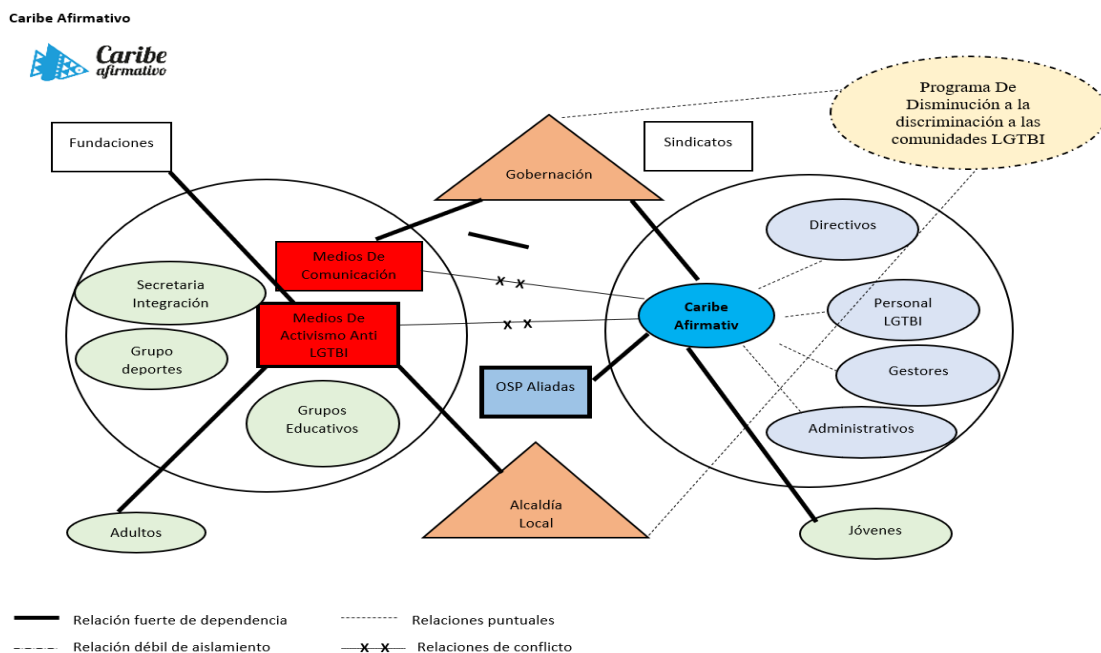 Caribe Afirmativo
Caribe
afirmativo
Programa De
Disminución a la
discriminación a las
comunidades LGTBI
Fundaciones
Sindicatos
Gobernación
Directivos
Medios De
Comunicación
Secretaria
Integración
Personal
LGTBI
Caribe
Afirmativ
Medios De
Activismo Anti
LGTBI
Grupo
deportes
Gestores
OSP Aliadas
Grupos
Educativos
Administrativos
Alcaldía
Local
Adultos
Jóvenes
Relación fuerte de dependencia
Relaciones puntuales
Relación débil de aislamiento
X X
Relaciones de conflicto
X X
X X